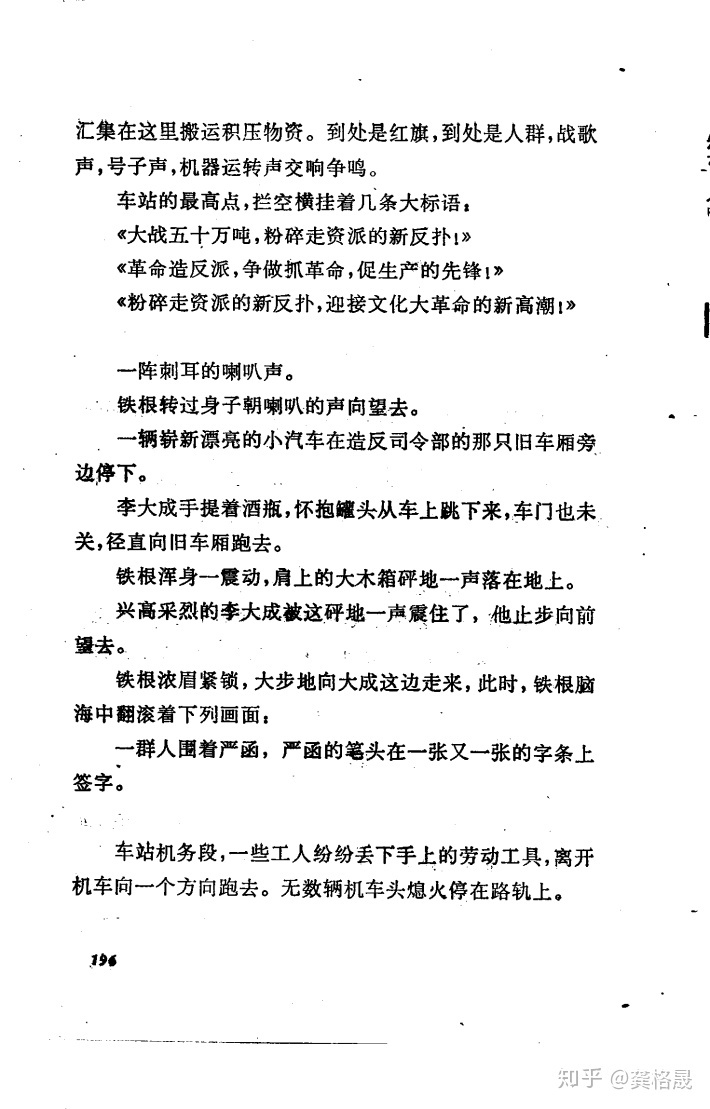 汇集在这里搬运积压物资。到处是红旗,到处是人群,战歌
声,号子声,机器运转声交响争鸣。
车站的最高点,拦空横挂着几条大标语:
《大战五十万吨,粉碎走资派的新反扑!》
《革命造反派,争做抓革命,促生产的先锋!》
《粉碎走资派的新反扑,迎接文化大革命的新高潮!》
一阵刺耳的喇叭声。
铁根转过身子朝喇叭的声向望去。
一辆崭新漂亮的小汽车在造反司令部的那只旧车厢旁
边停下。
李大成手提着酒瓶,怀抱罐头从车上跳下来,车门也未
关,径直向旧车厢跑去。
铁根浑身一震动,肩上的大木箱砰地一声落在地上。
兴高采烈的李大成被这砰地一声震住了,他止步向前
望去。
铁根浓眉紧锁,大步地向大成这边走来,此时,铁根脑
海中翻滚着下列画面:
一群人围着严函,严函的笔头在一张又一张的字条上
签字。
车站机务段,一些工人纷纷丢下手上的劳动工具,离开
机车向一个方向跑去。无数辆机车头熄火停在路轨上。
196
知乎 @龚格晟